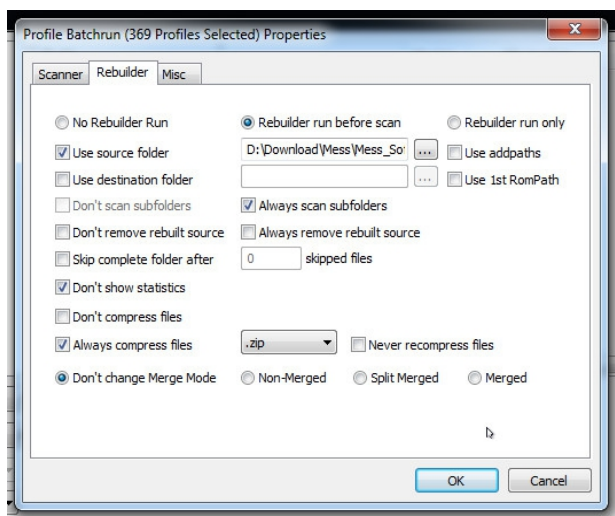 Profile Batchrun (369 Profiles Selected) Properties
Scanner Rebuilder Misc
No Rebuilder Run Rebuilder run before scan Rebuilder run only
Use source folder D:\Download\Mess\Mess_So ... Use addpaths
Use destination folder ... Use 1st RomPath
Don't scan subfolders Always scan subfolders
Don't remove rebuilt source Always remove rebuilt source
Skip complete folder after 0 skipped files
Don't show statistics
Don't compress files
Always compress files .zip Never recompress files
Don't change Merge Mode Non-Merged Split Merged Merged
OK Cancel